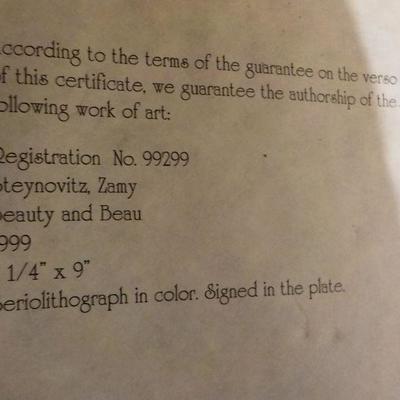 ccording to the terms of the guarantee on the verso
f this certificate, we guarantee the authorship of the
ollowing work of art:
Registration No. 99299
teynovitz, Zamy
eauty and Beau
999
1/4" x 9"
eriolithograph in color. Signed in the plate.